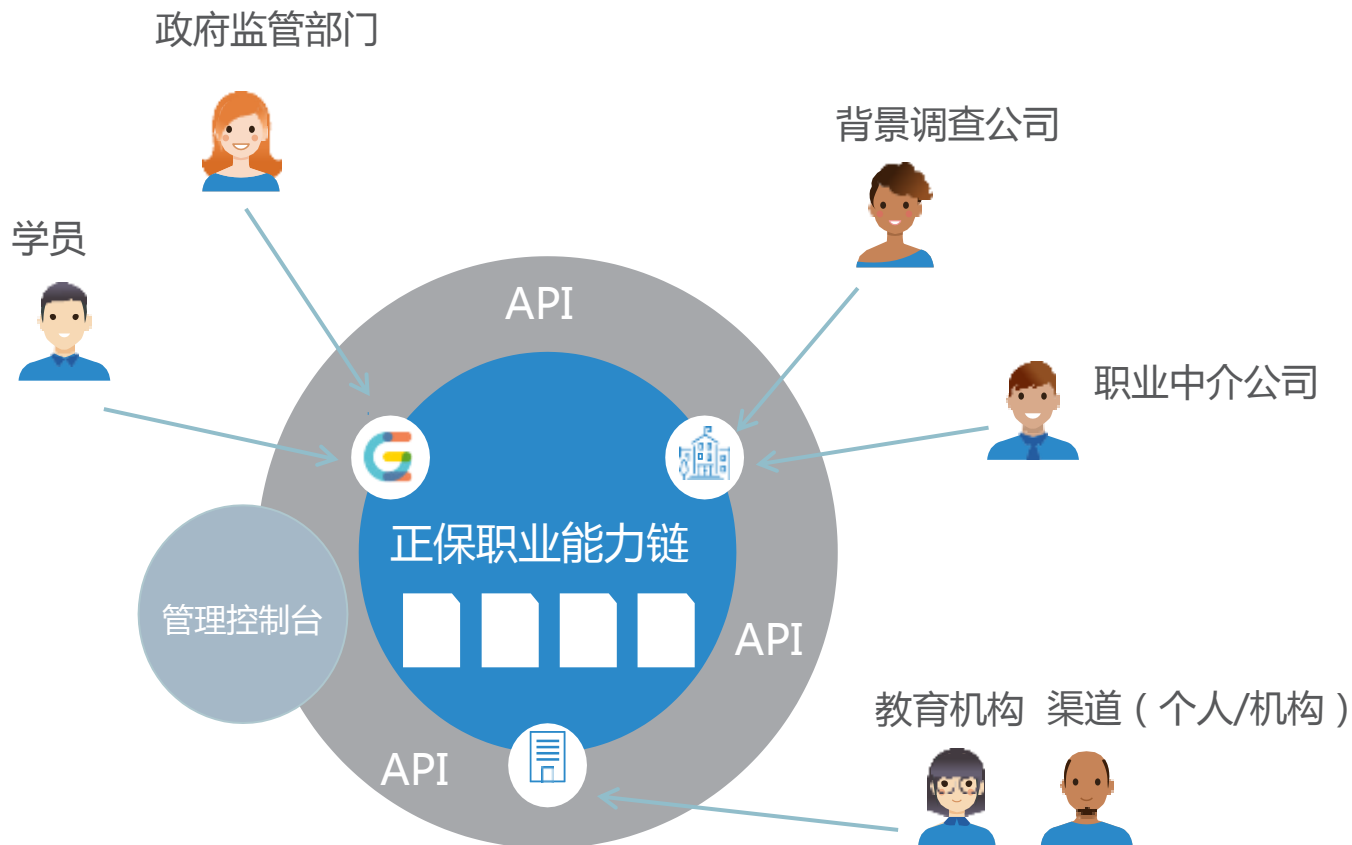 政府监管部门
背景调查公司
学员
API
职业中介公司
正保职业能力链
管理控制台
API
教育机构 渠道（个人/机构）
API